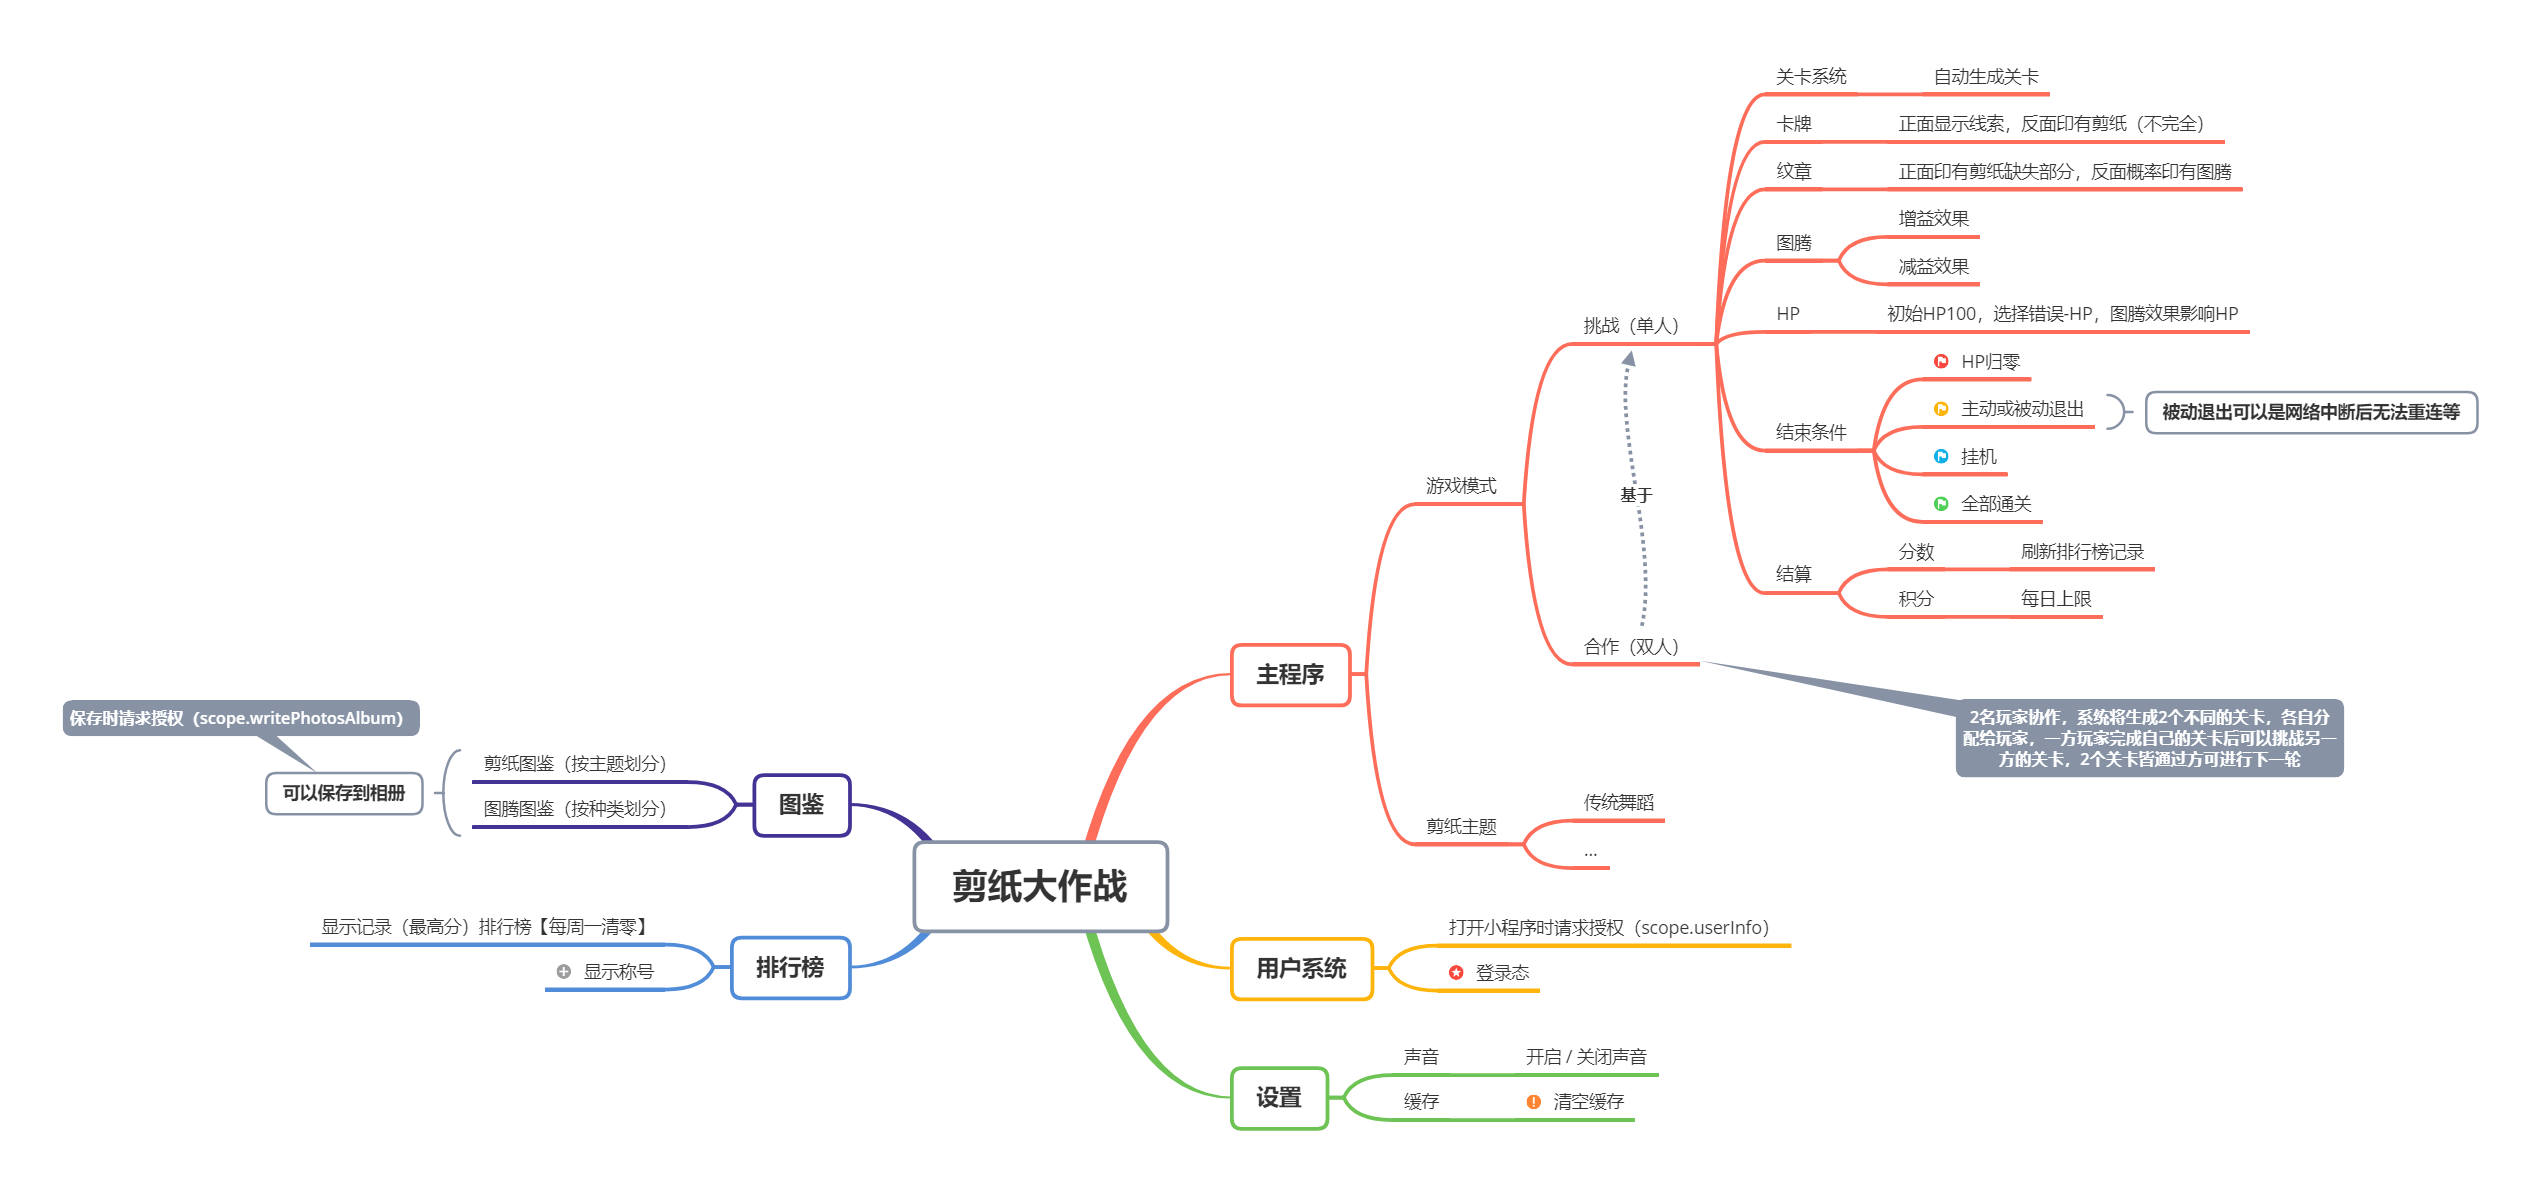 剪纸大作战
主程序
游戏模式
挑战（单人）
关卡系统
自动生成关卡
卡牌
正面显示线索，反面印有剪纸（不完全）
纹章
正面印有剪纸缺失部分，反面概率印有图腾
图腾
增益效果
减益效果
HP
初始HP100，选择错误-HP，图腾效果影响HP
结束条件
HP归零
主动或被动退出
被动退出可以是网络中断后无法重连等
挂机
全部通关
结算
分数
刷新排行榜记录
积分
每日上限
基于
合作（双人）
2名玩家协作，系统将生成2个不同的关卡，各自分
配给玩家，一方玩家完成自己的关卡后可以挑战另一
方的关卡，2个关卡皆通过方可进行下一轮
剪纸主题
传统舞蹈
...
用户系统
打开小程序时请求授权（scope.userInfo）
登录态
设置
声音
开启 / 关闭声音
缓存
清空缓存
图鉴
剪纸图鉴（按主题划分）
图腾图鉴（按种类划分）
可以保存到相册
保存时请求授权（scope.writePhotosAlbum）
排行榜
显示记录（最高分）排行榜【每周一清零】
显示称号